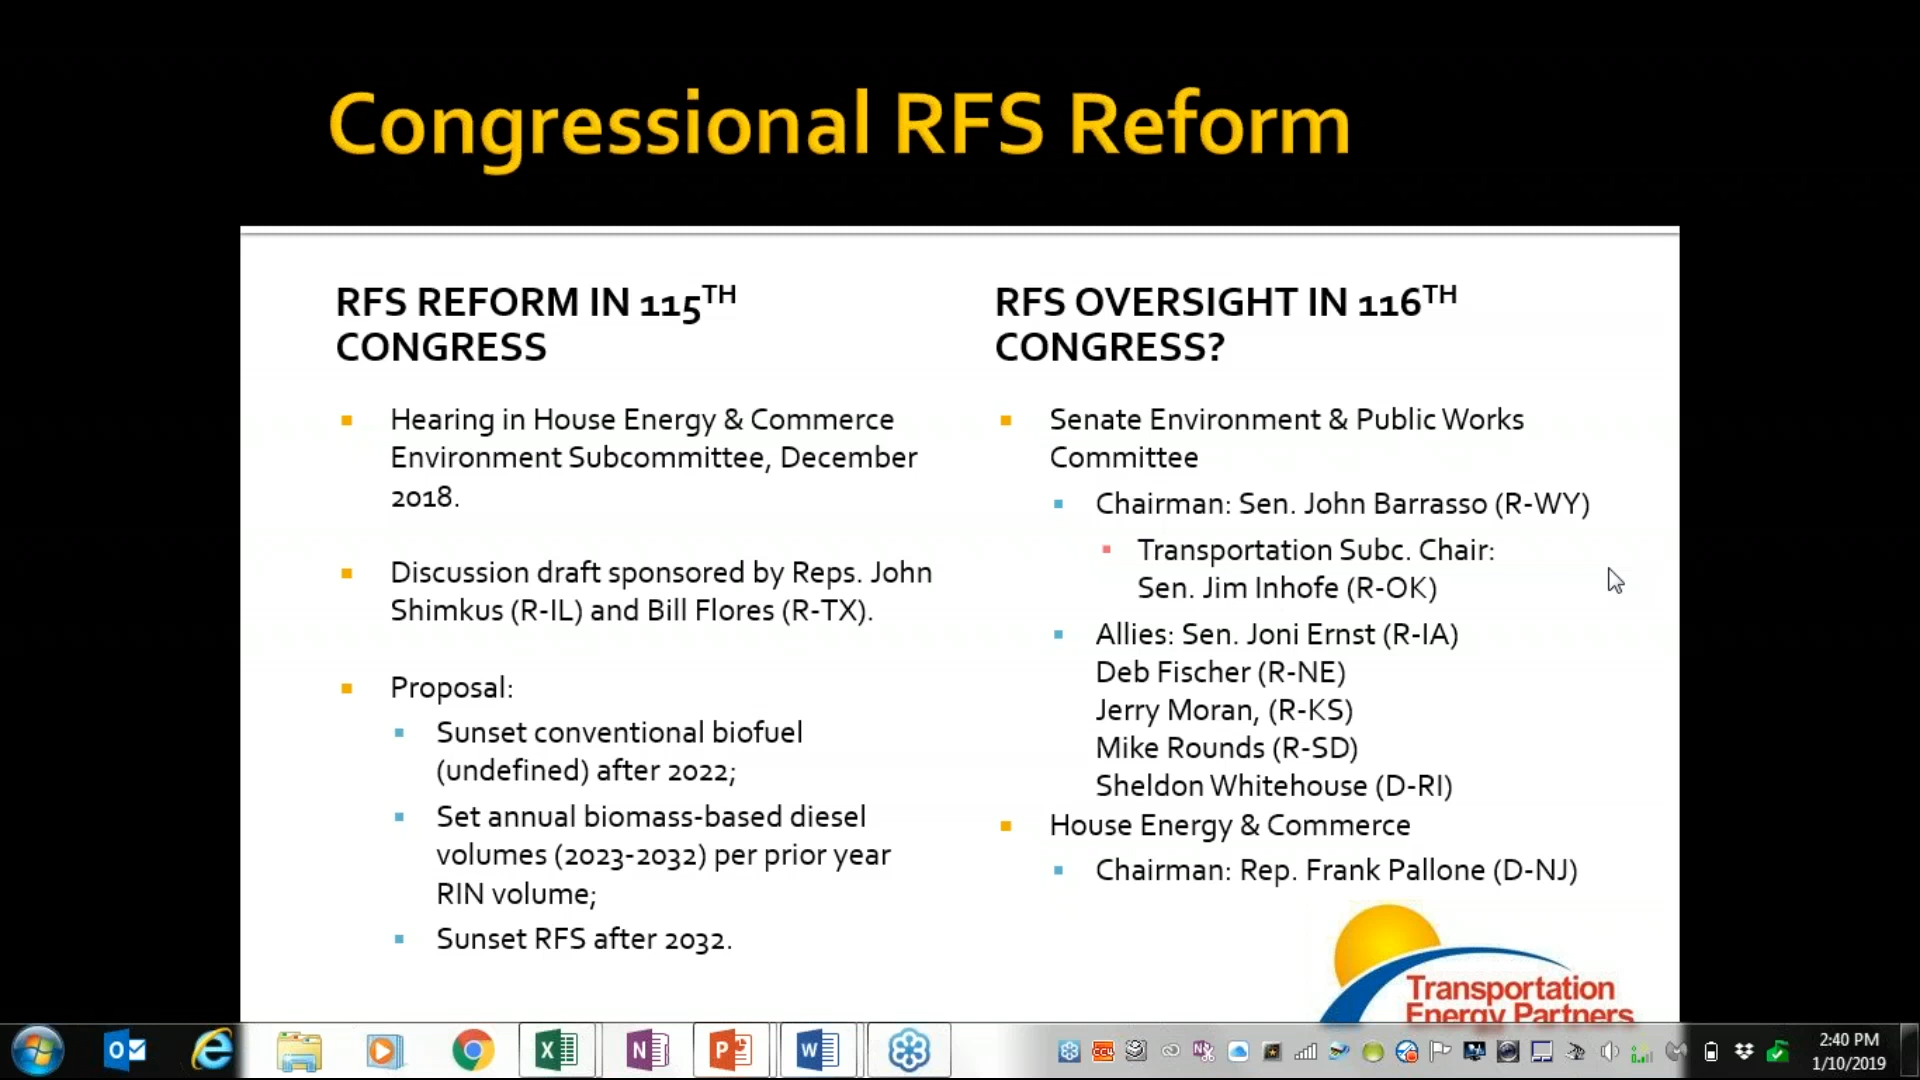 Congressional RFS Reform
RFS REFORM IN 115TH
CONGRESS
Hearing in House Energy & Commerce
Environment Subcommittee, December
2018.
Discussion draft sponsored by Reps. John
Shimkus (R-IL) and Bill Flores (R-TX).
Proposal:
Sunset conventional biofuel
(undefined) after 2022;
Set annual biomass-based diesel
volumes (2023-2032) per prior year
RIN volume;
Sunset RFS after 2032.
RFS OVERSIGHT IN 116TH
CONGRESS?
Senate Environment & Public Works
Committee
Chairman: Sen. John Barrasso (R-WY)
Transportation Subc. Chair:
Sen. Jim Inhofe (R-OK)
Allies: Sen. Joni Ernst (R-IA)
Deb Fischer (R-NE)
Jerry Moran, (R-KS)
Mike Rounds (R-SD)
Sheldon Whitehouse (D-RI)
House Energy & Commerce
Chairman: Rep. Frank Pallone (D-NJ)
Transportation
Energy Partners
2:40 PM
1/10/2019